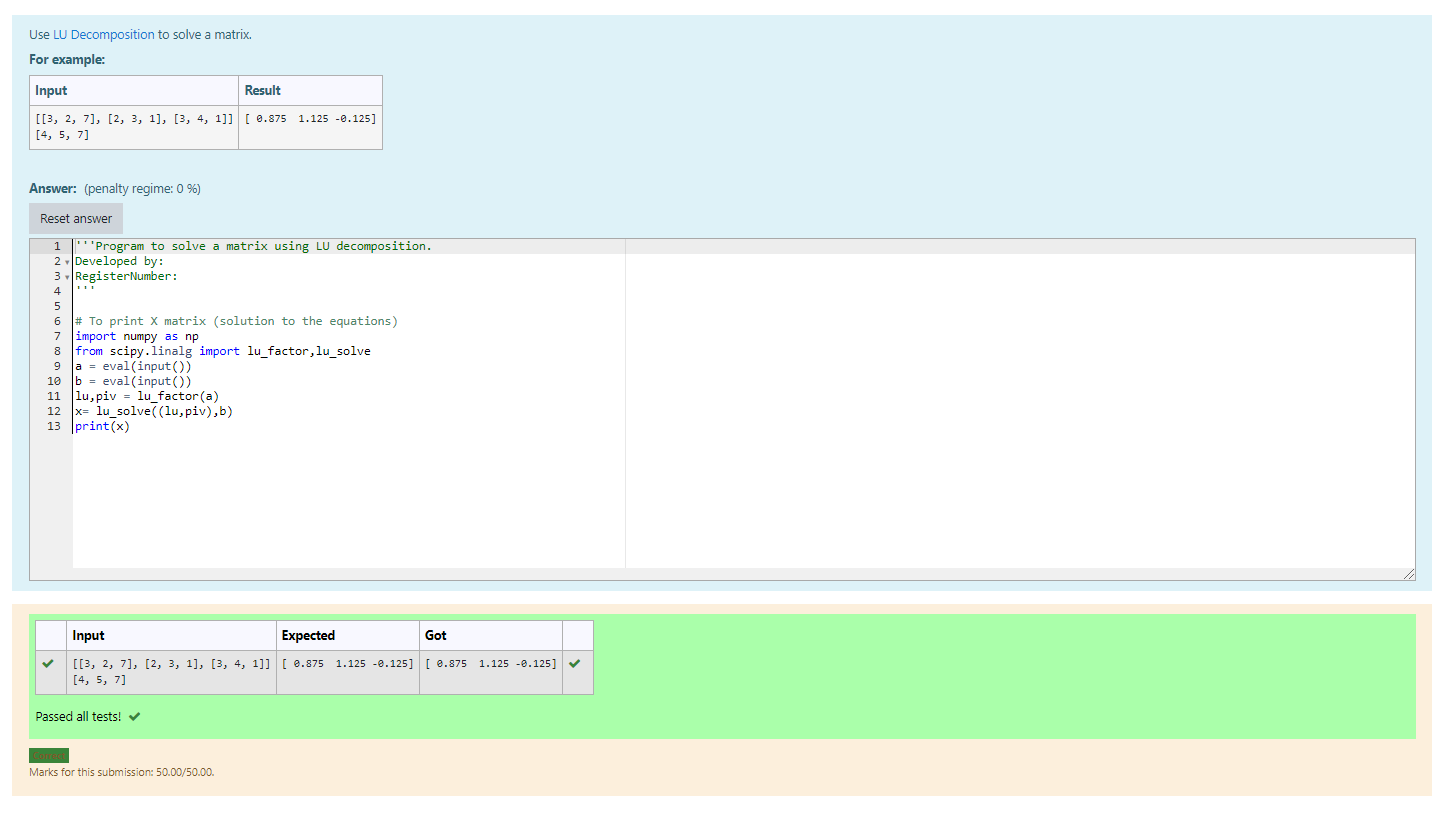 Use LU Decomposition to solve a matrix.
For example:
Input Result
[[3, 2, 7], [2, 3, 1], [3, 4, 1]] [ 0.875  1.125 -0.125]
[4, 5, 7]
Answer: (penalty regime: 0 %)
Reset answer
1 '''Program to solve a matrix using LU decomposition.
2 Developed by:
3 RegisterNumber:
4 '''
5
6 # To print X matrix (solution to the equations)
7 import numpy as np
8 from scipy.linalg import lu_factor,lu_solve
9 a = eval(input())
10 b = eval(input())
11 lu,piv = lu_factor(a)
12 x= lu_solve((lu,piv),b)
13 print(x)
Input Expected Got
[[3, 2, 7], [2, 3, 1], [3, 4, 1]] [ 0.875  1.125 -0.125] [ 0.875  1.125 -0.125]
[4, 5, 7]
Passed all tests!
Correct
Marks for this submission: 50.00/50.00.